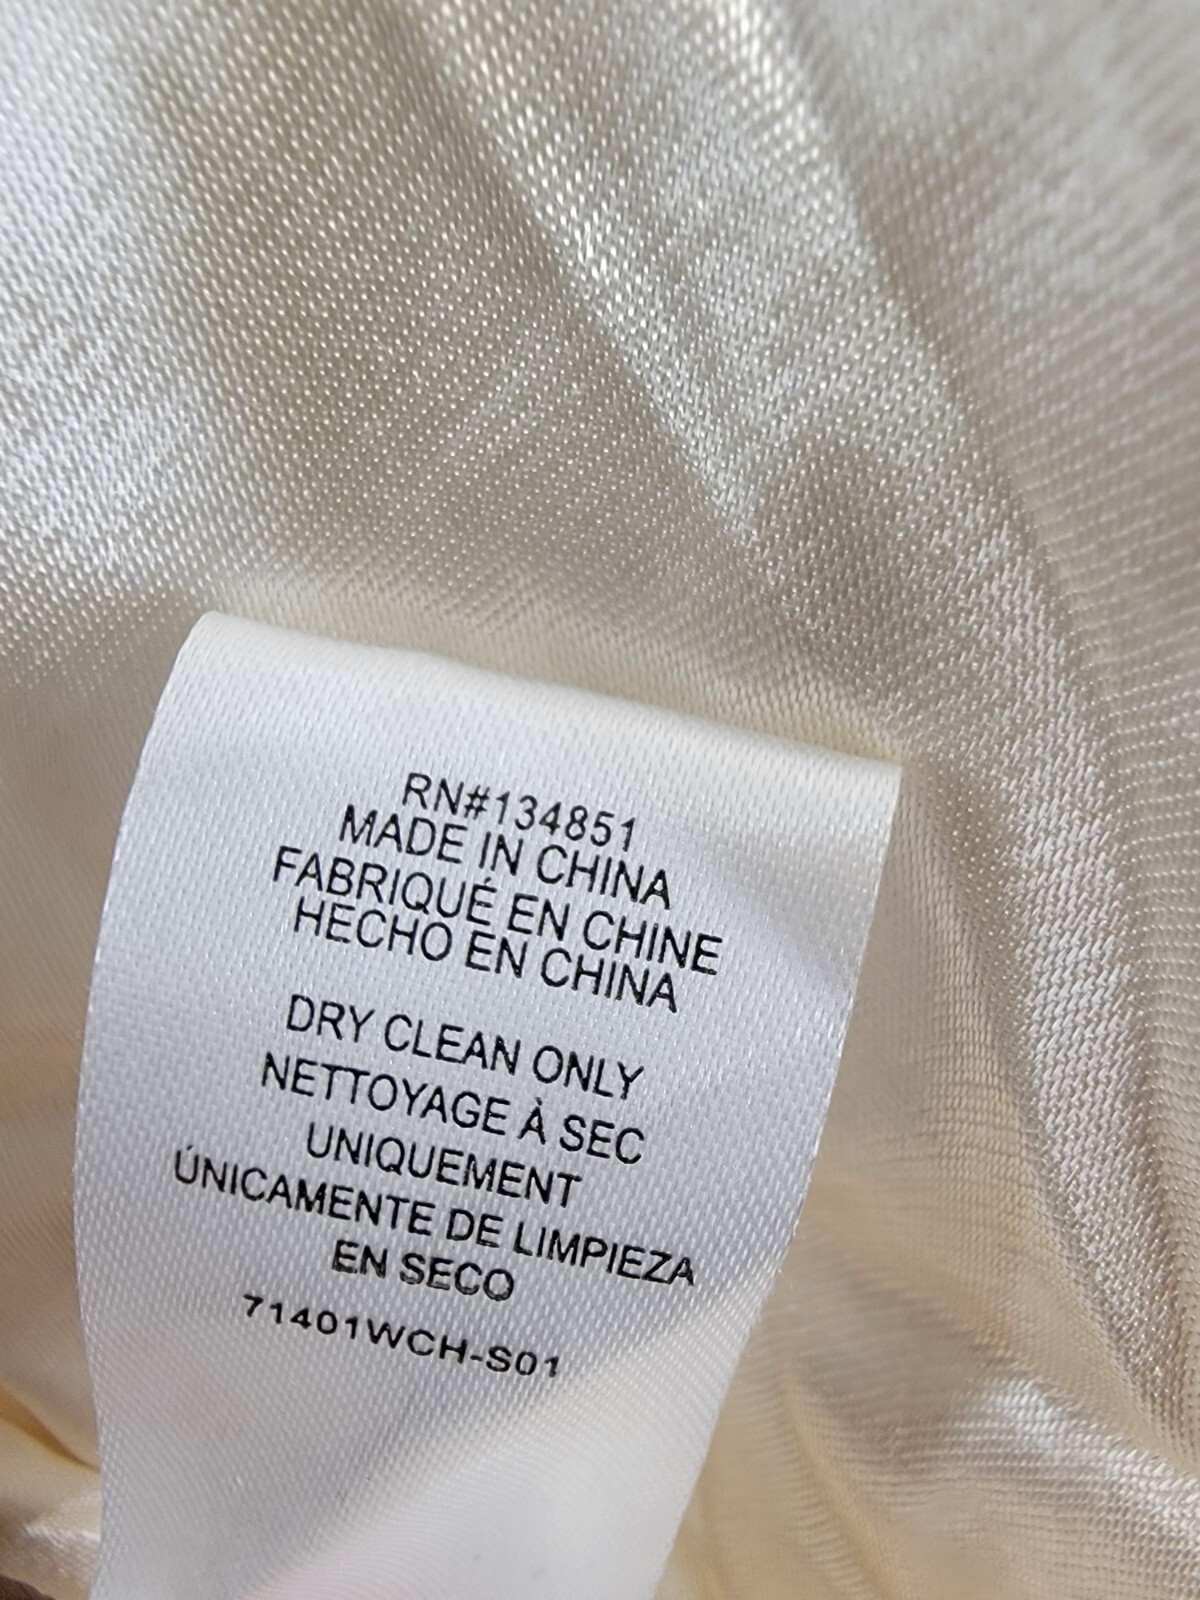 RN#134851
MADE IN CHINA
FABRIQUÉ EN CHINE
HECHO EN CHINA
DRY CLEAN ONLY
NETTOYAGE À SEC
UNIQUEMENT
ÚNICAMENTE DE LIMPIEZA
EN SECO
71401WCH-S01